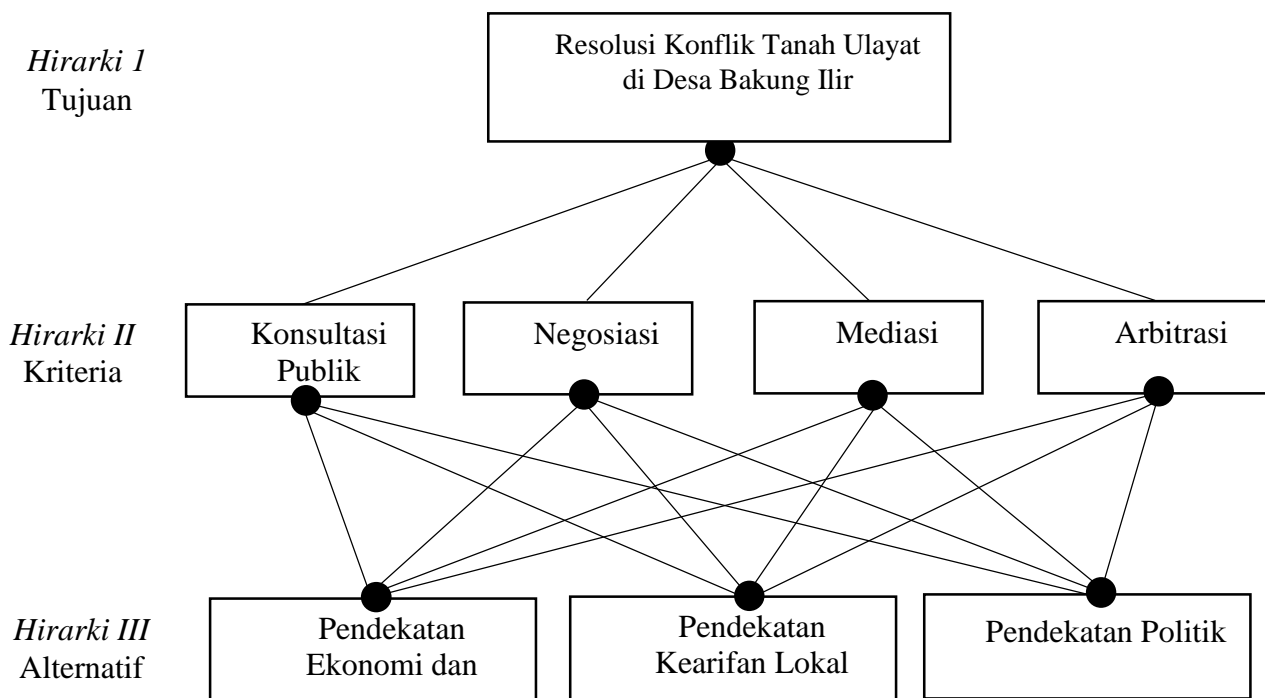 Resolusi Konflik Tanah Ulayat
di Desa Bakung Ilir
Hirarki 1
Tujuan
Hirarki II
Kriteria
Konsultasi
Publik
Negosiasi
Mediasi
Arbitrasi
Hirarki III
Alternatif
Pendekatan
Ekonomi dan
Pendekatan
Kearifan Lokal
Pendekatan Politik